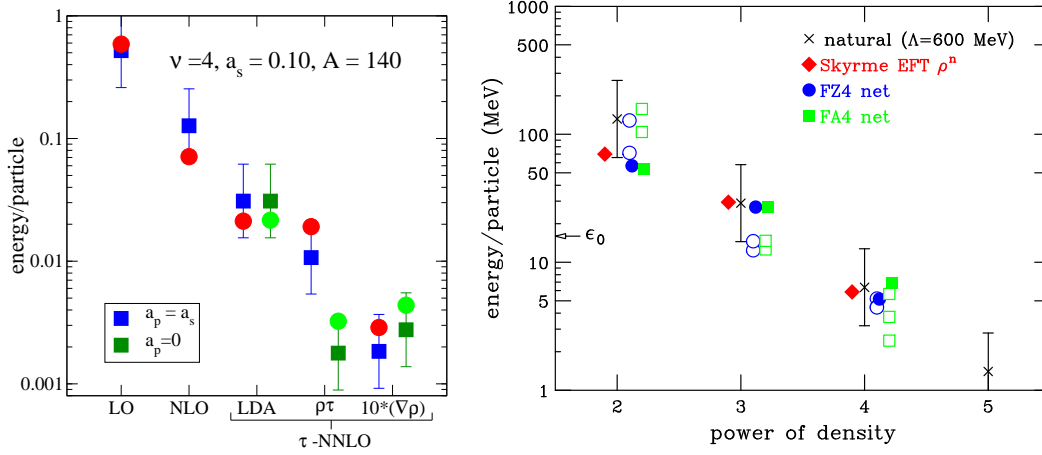 ν=4, a_s = 0.10, A = 140
energy/particle
1
0.1
0.01
0.001
a_p = a_s
a_p=0
LO NLO LDA ρτ 10*(∇ρ)
τ -NNLO
energy/particle (MeV)
1000
500
100
50
10
5
1
ε_0
× natural (Λ=600 MeV)
Skyrme EFT ρ^n
FZ4 net
FA4 net
2 3 4 5
power of density